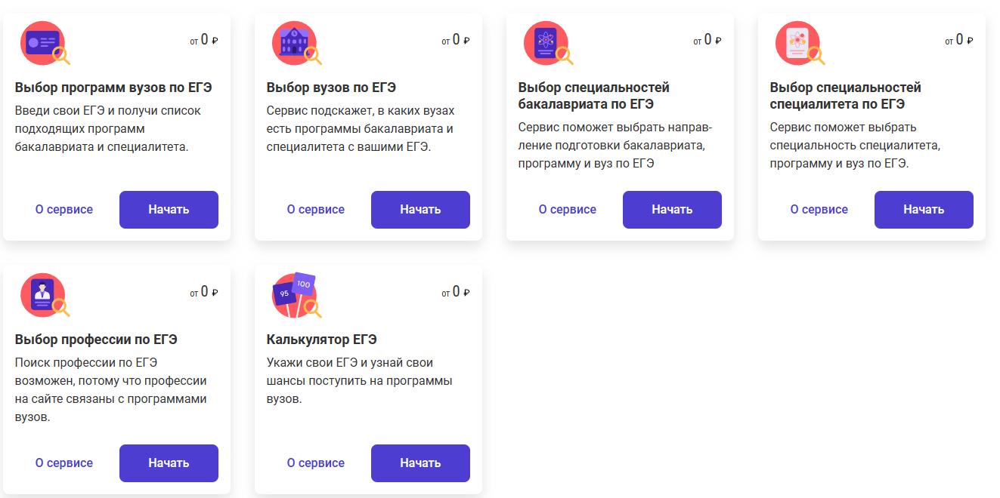 от 0 ₽
Выбор программ вузов по ЕГЭ
Введи свои ЕГЭ и получи список
подходящих программ
бакалавриата и специалитета.
О сервисе
Начать
от 0 ₽
Выбор вузов по ЕГЭ
Сервис подскажет, в каких вузах
есть программы бакалавриата и
специалитета с вашими ЕГЭ.
О сервисе
Начать
от 0 ₽
Выбор специальностей
бакалавриата по ЕГЭ
Сервис поможет выбрать направ-
ление подготовки бакалавриата,
программу и вуз по ЕГЭ
О сервисе
Начать
от 0 ₽
Выбор специальностей
специалитета по ЕГЭ
Сервис поможет выбрать
специальность специалитета,
программу и вуз по ЕГЭ.
О сервисе
Начать
от 0 ₽
Выбор профессии по ЕГЭ
Поиск профессии по ЕГЭ
возможен, потому что профессии
на сайте связаны с программами
вузов.
О сервисе
Начать
95
100
от 0 ₽
Калькулятор ЕГЭ
Укажи свои ЕГЭ и узнай свои
шансы поступить на программы
вузов.
О сервисе
Начать